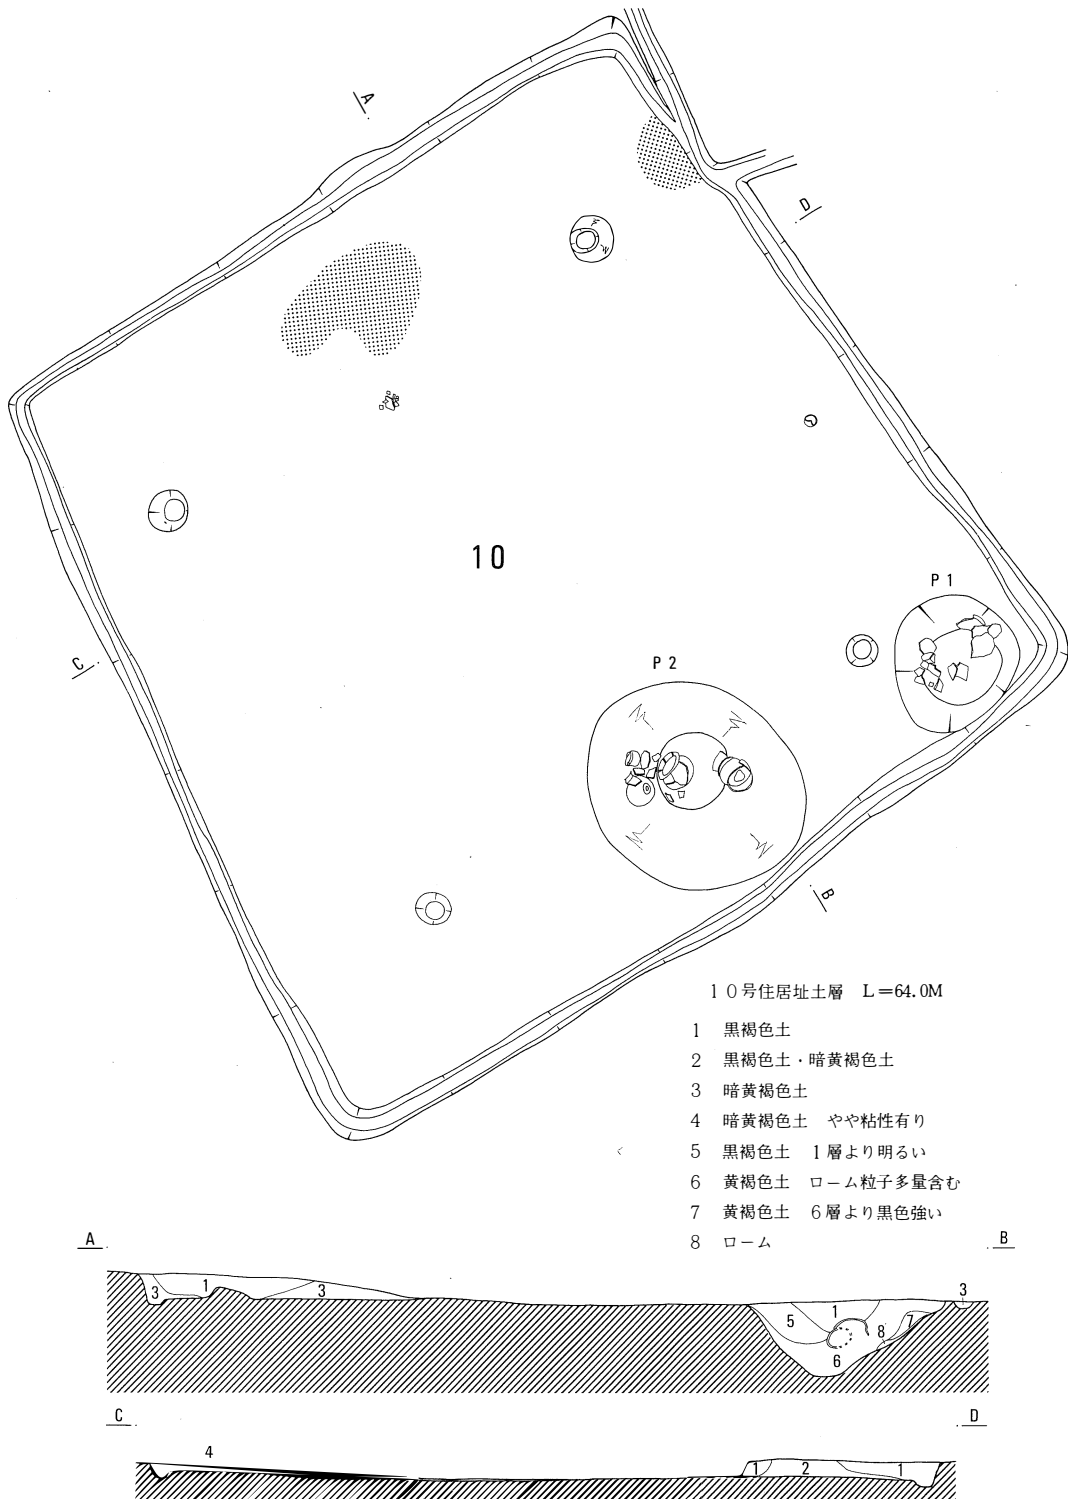 A
D
10
P 1
C
P 2
B
10号住居址土層　L＝64.0M
1　黒褐色土
2　黒褐色土・暗黄褐色土
3　暗黄褐色土
4　暗黄褐色土　やや粘性有り
5　黒褐色土　1層より明るい
6　黄褐色土　ローム粒子多量含む
7　黄褐色土　6層より黒色強い
8　ローム
A
B
3 1 3 5 1 8 7 6 3
C
D
4 1 2 1